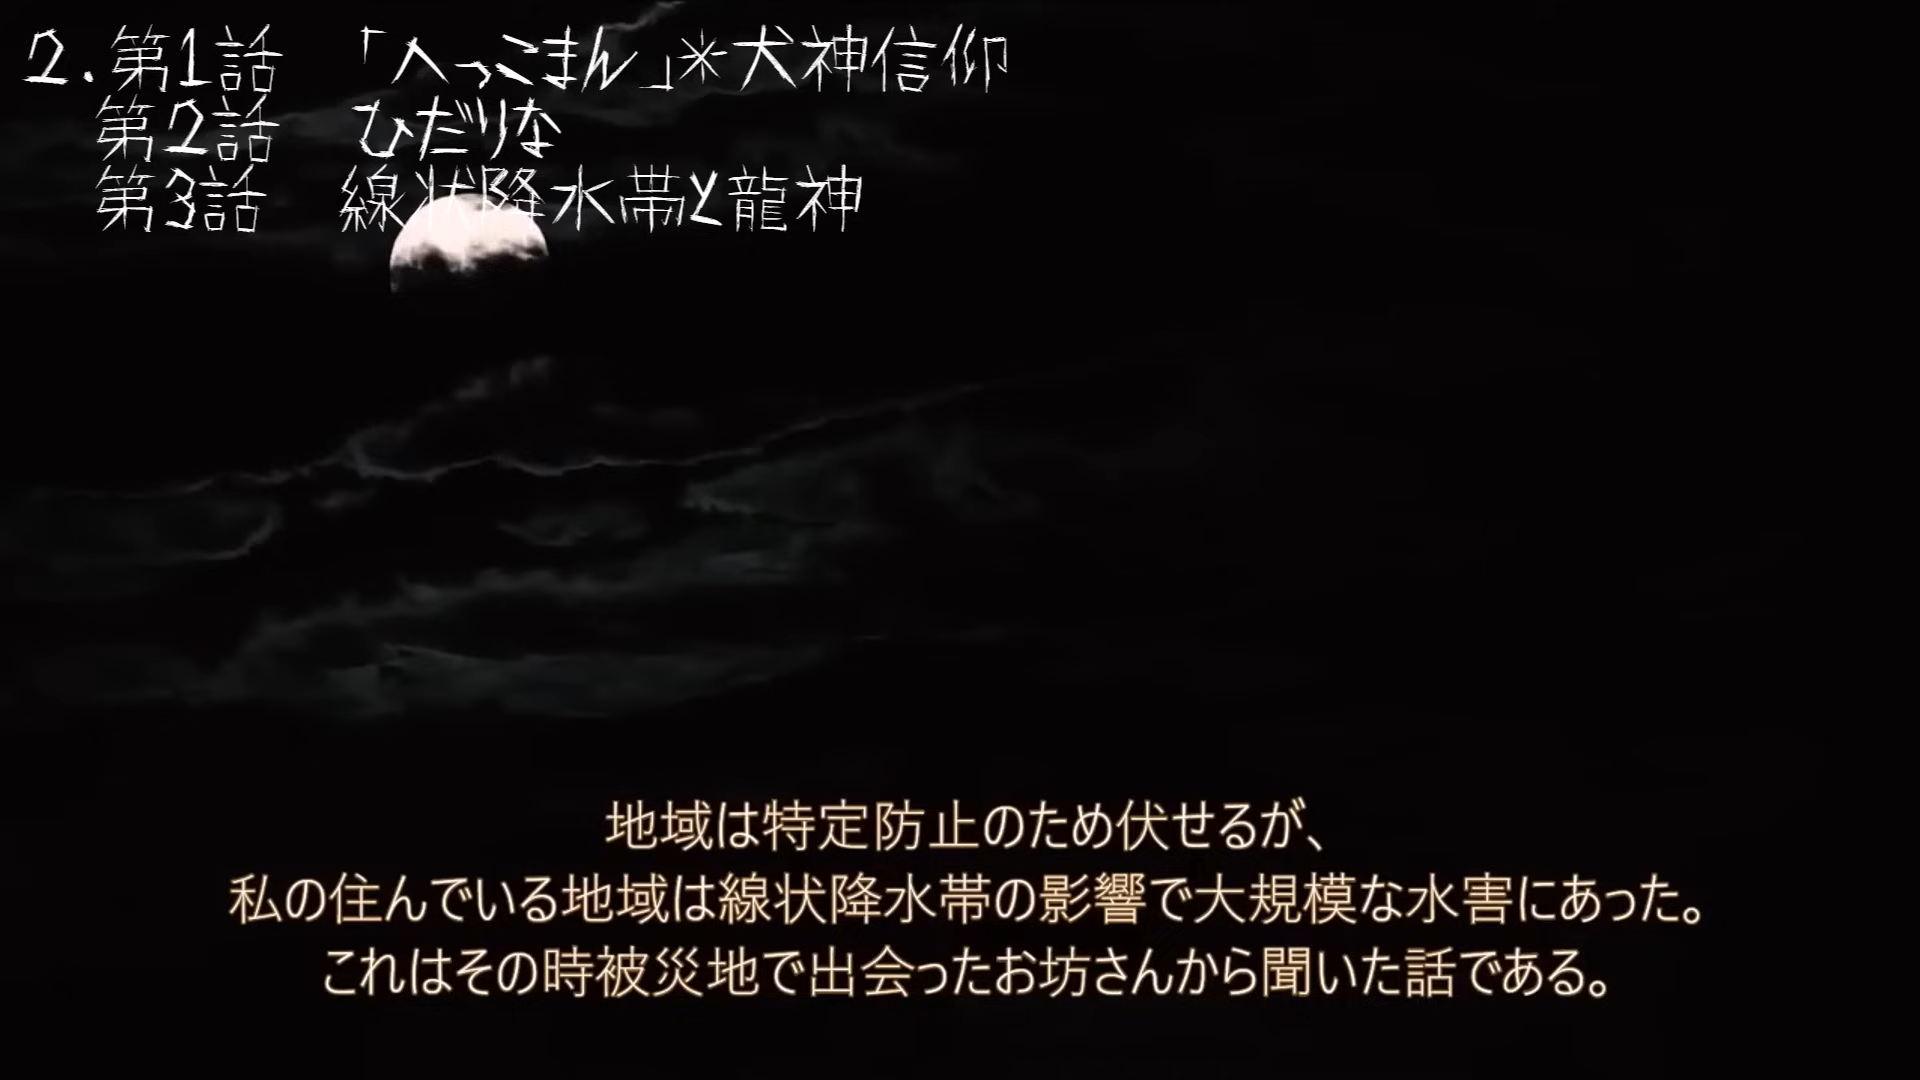 2.第1話 「へっこまん」*犬神信仰
第2話 ひだりな
第3話 線状降水帯と龍神
地域は特定防止のため伏せるが、
私の住んでいる地域は線状降水帯の影響で大規模な水害にあった。
これはその時被災地で出会ったお坊さんから聞いた話である。